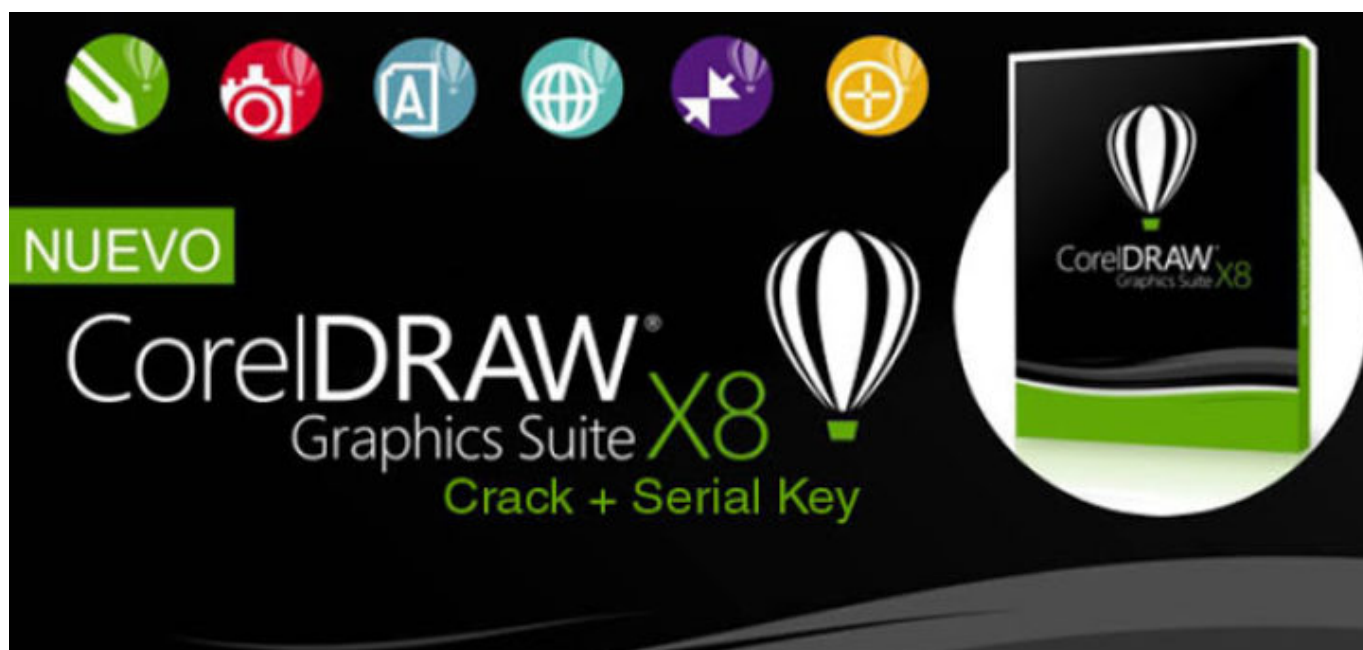 A
NUEVO
CorelDRAW®
Graphics Suite X8
Crack + Serial Key
CorelDRAW®
Graphics Suite X8